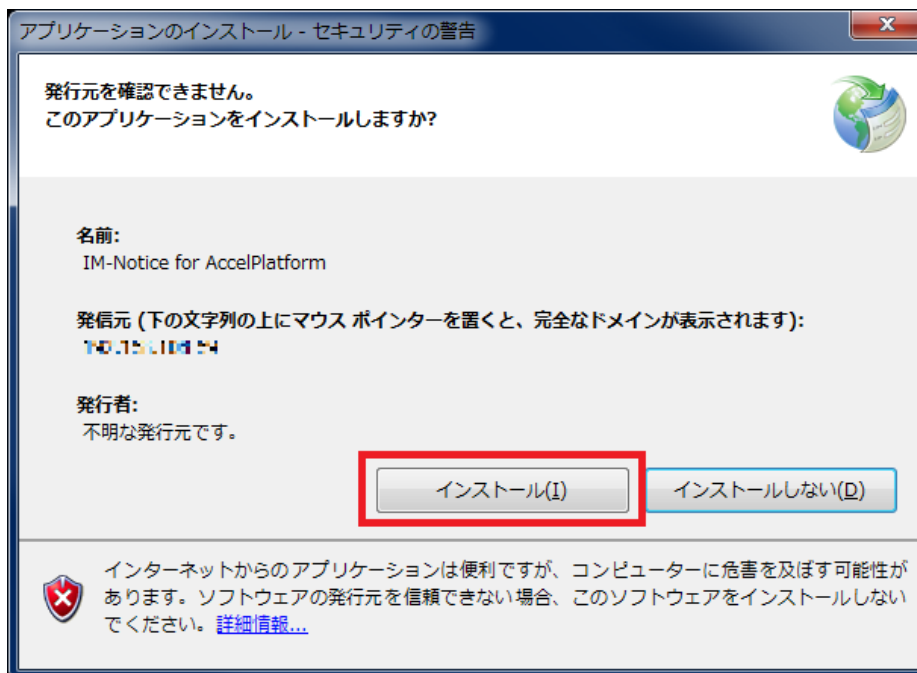 アプリケーションのインストール - セキュリティの警告
発行元を確認できません。
このアプリケーションをインストールしますか?
名前:
IM-Notice for AccelPlatform
発信元 (下の文字列の上にマウス ポインターを置くと、完全なドメインが表示されます):
発行者:
不明な発行元です。
インストール(I)
インストールしない(D)
インターネットからのアプリケーションは便利ですが、コンピューターに危害を及ぼす可能性が
あります。ソフトウェアの発行元を信頼できない場合、このソフトウェアをインストールしない
でください。詳細情報...